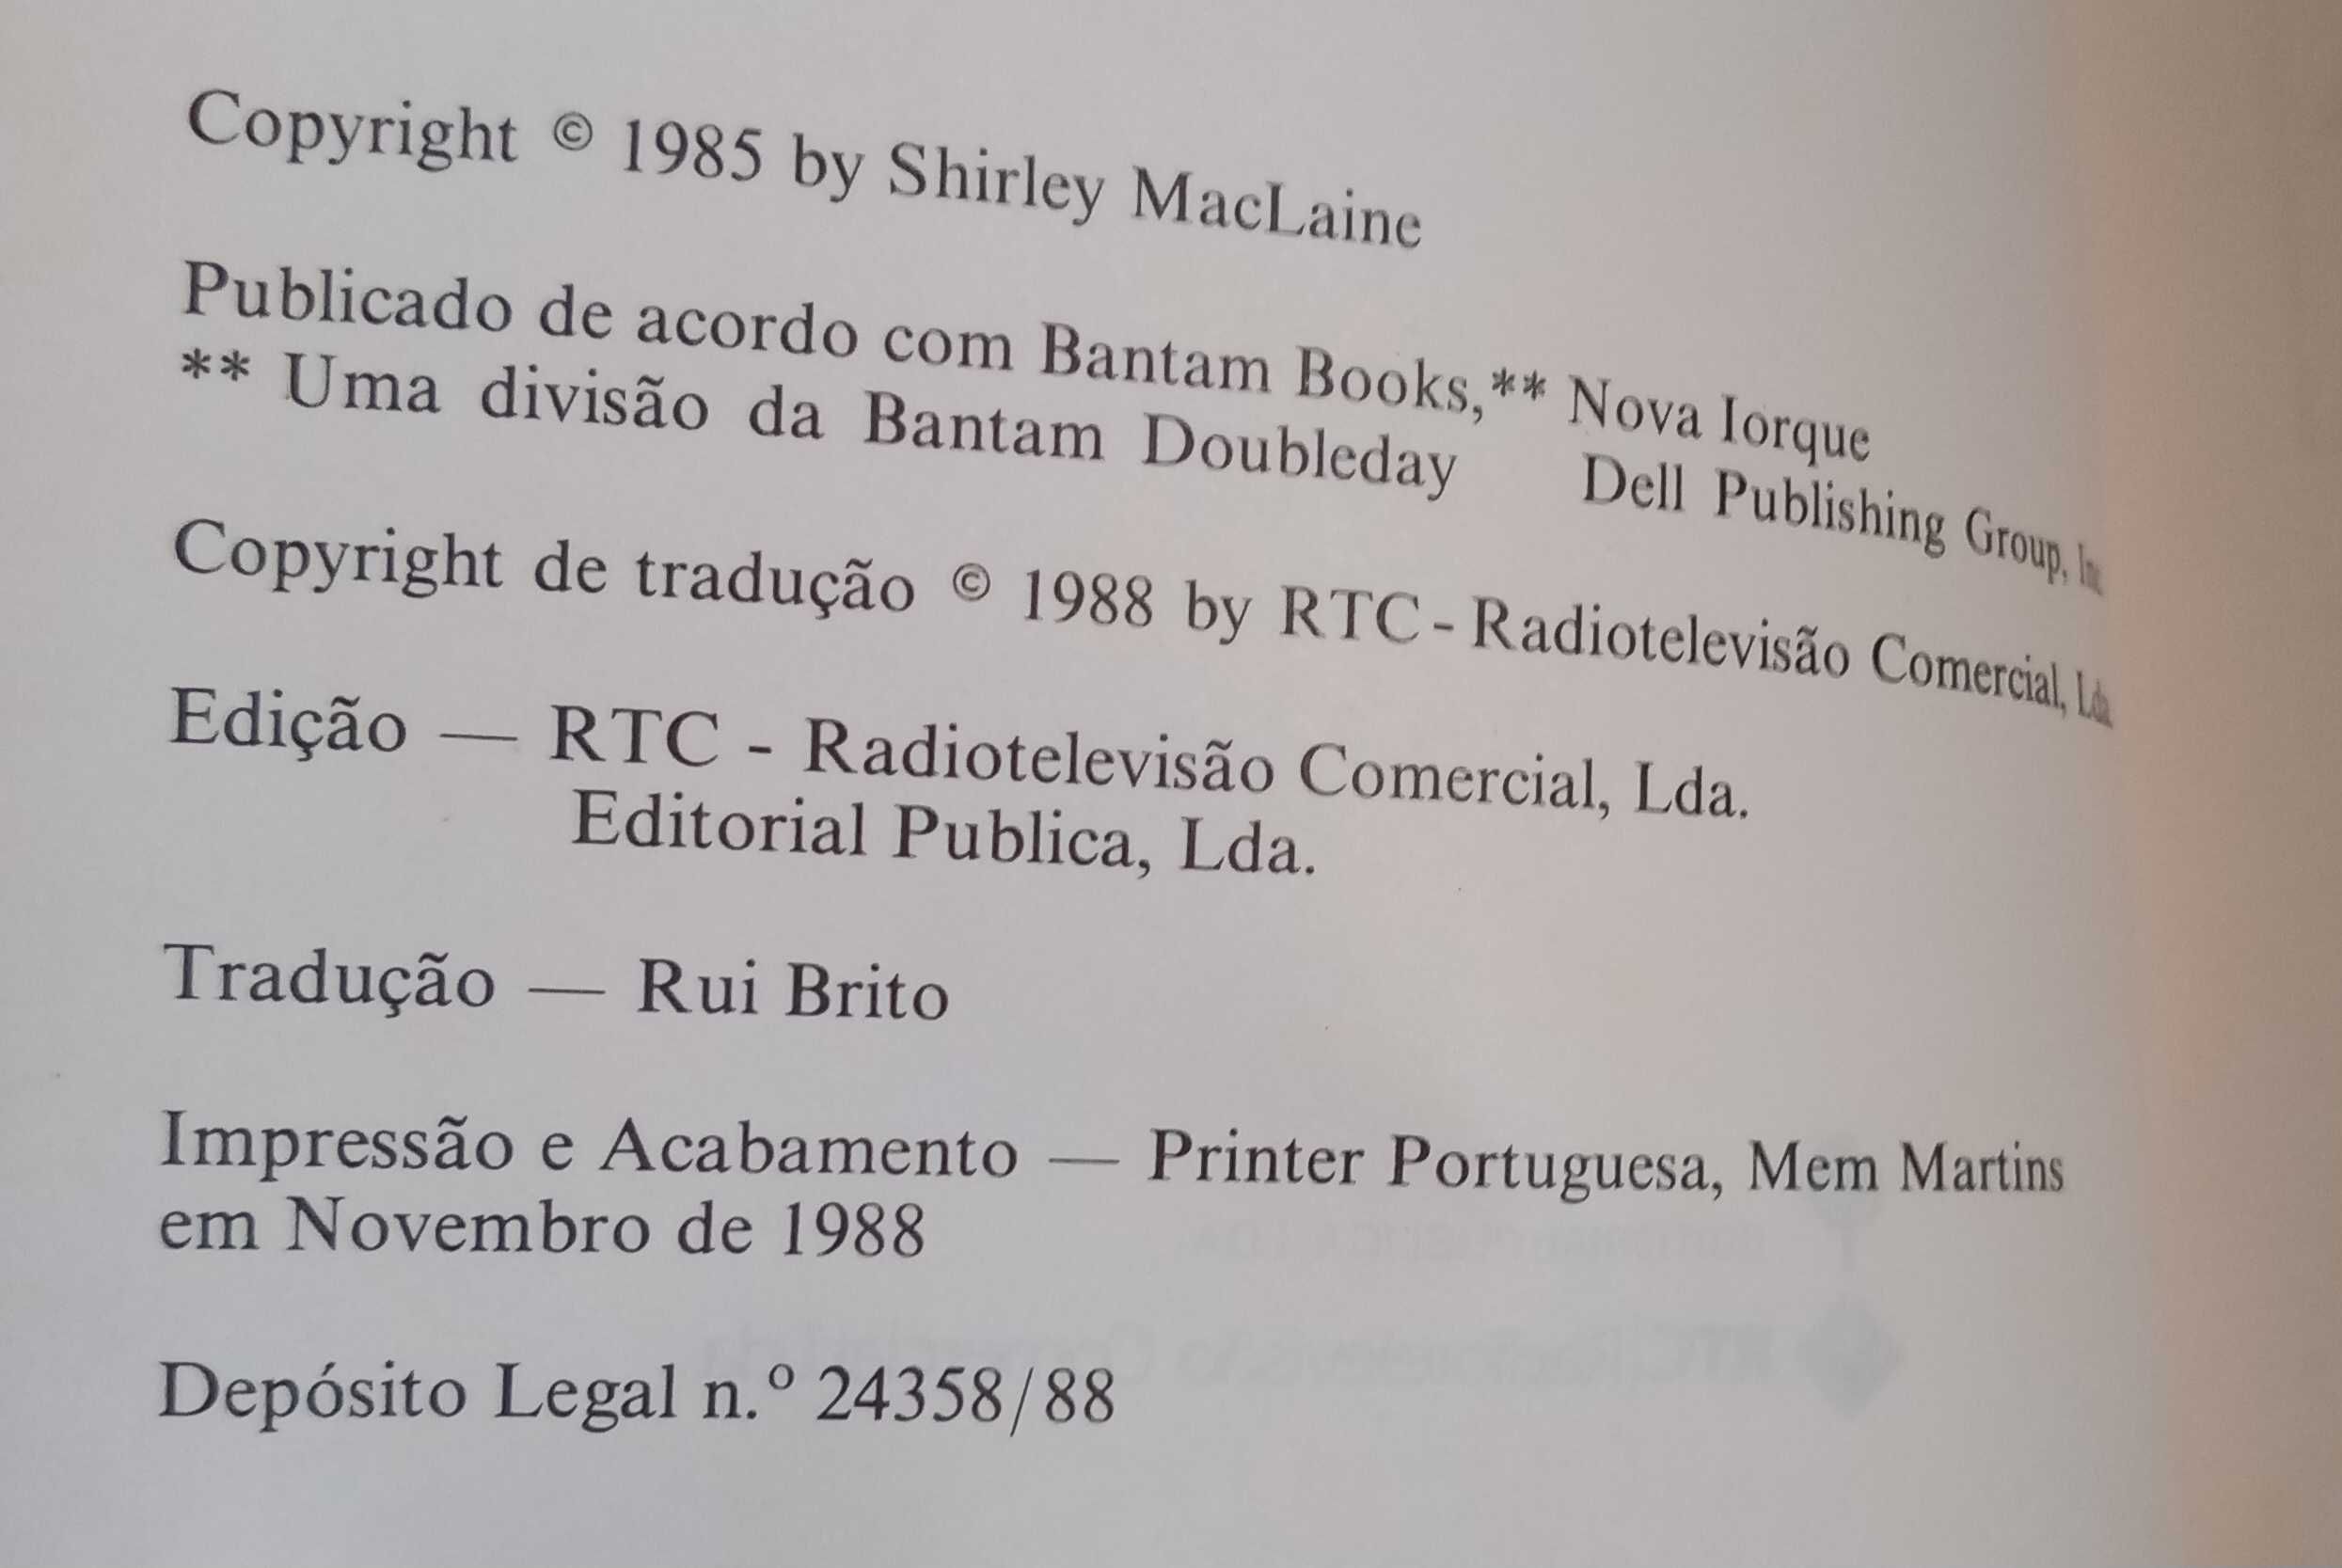 Copyright © 1985 by Shirley MacLaine
Publicado de acordo com Bantam Books,** Nova Iorque
** Uma divisão da Bantam Doubleday Dell Publishing Group, Inc
Copyright de tradução © 1988 by RTC - Radiotelevisão Comercial, Lda.
Edição — RTC - Radiotelevisão Comercial, Lda.
Editorial Publica, Lda.
Tradução — Rui Brito
Impressão e Acabamento — Printer Portuguesa, Mem Martins
em Novembro de 1988
Depósito Legal n.º 24358/88